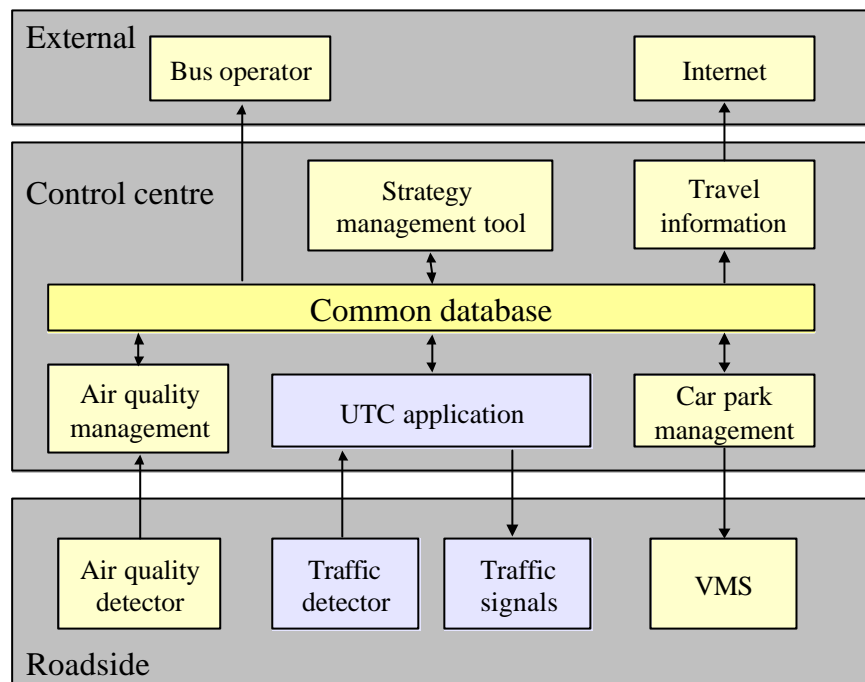 External
Bus operator
Internet
Control centre
Strategy
management tool
Travel
information
Common database
Air quality
management
UTC application
Car park
management
Air quality
detector
Traffic
detector
Traffic
signals
VMS
Roadside